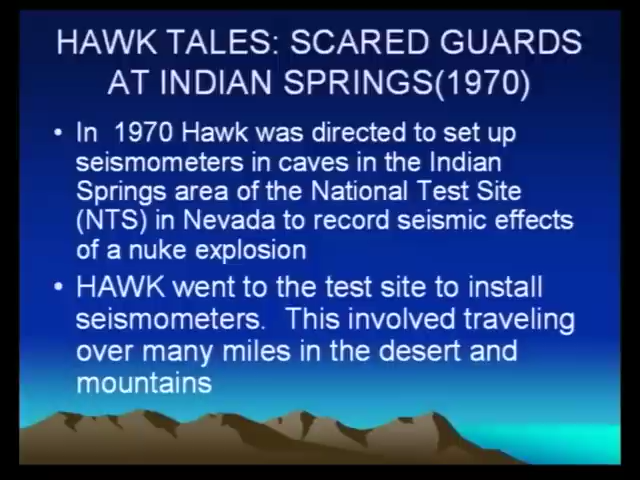 HAWK TALES: SCARED GUARDS
AT INDIAN SPRINGS(1970)
• In 1970 Hawk was directed to set up
seismometers in caves in the Indian
Springs area of the National Test Site
(NTS) in Nevada to record seismic effects
of a nuke explosion
• HAWK went to the test site to install
seismometers. This involved traveling
over many miles in the desert and
mountains